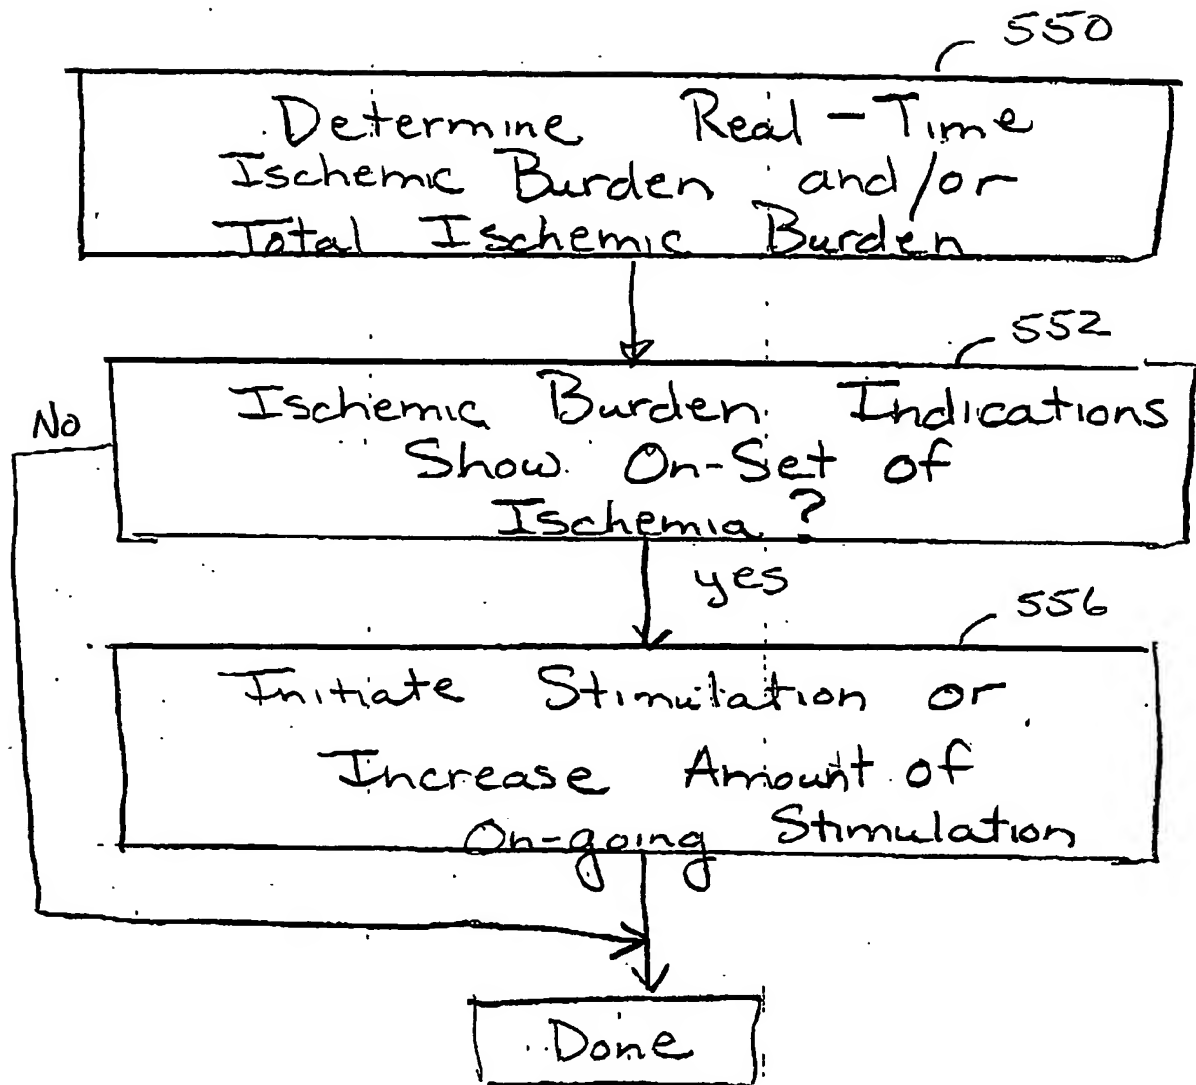 550
Determine Real-Time
Ischemic Burden and/or
Total Ischemic Burden
552
Ischemic Burden Indications
Show On-Set of
Ischemia?
No
yes
556
Initiate Stimulation or
Increase Amount of
On-going Stimulation
Done